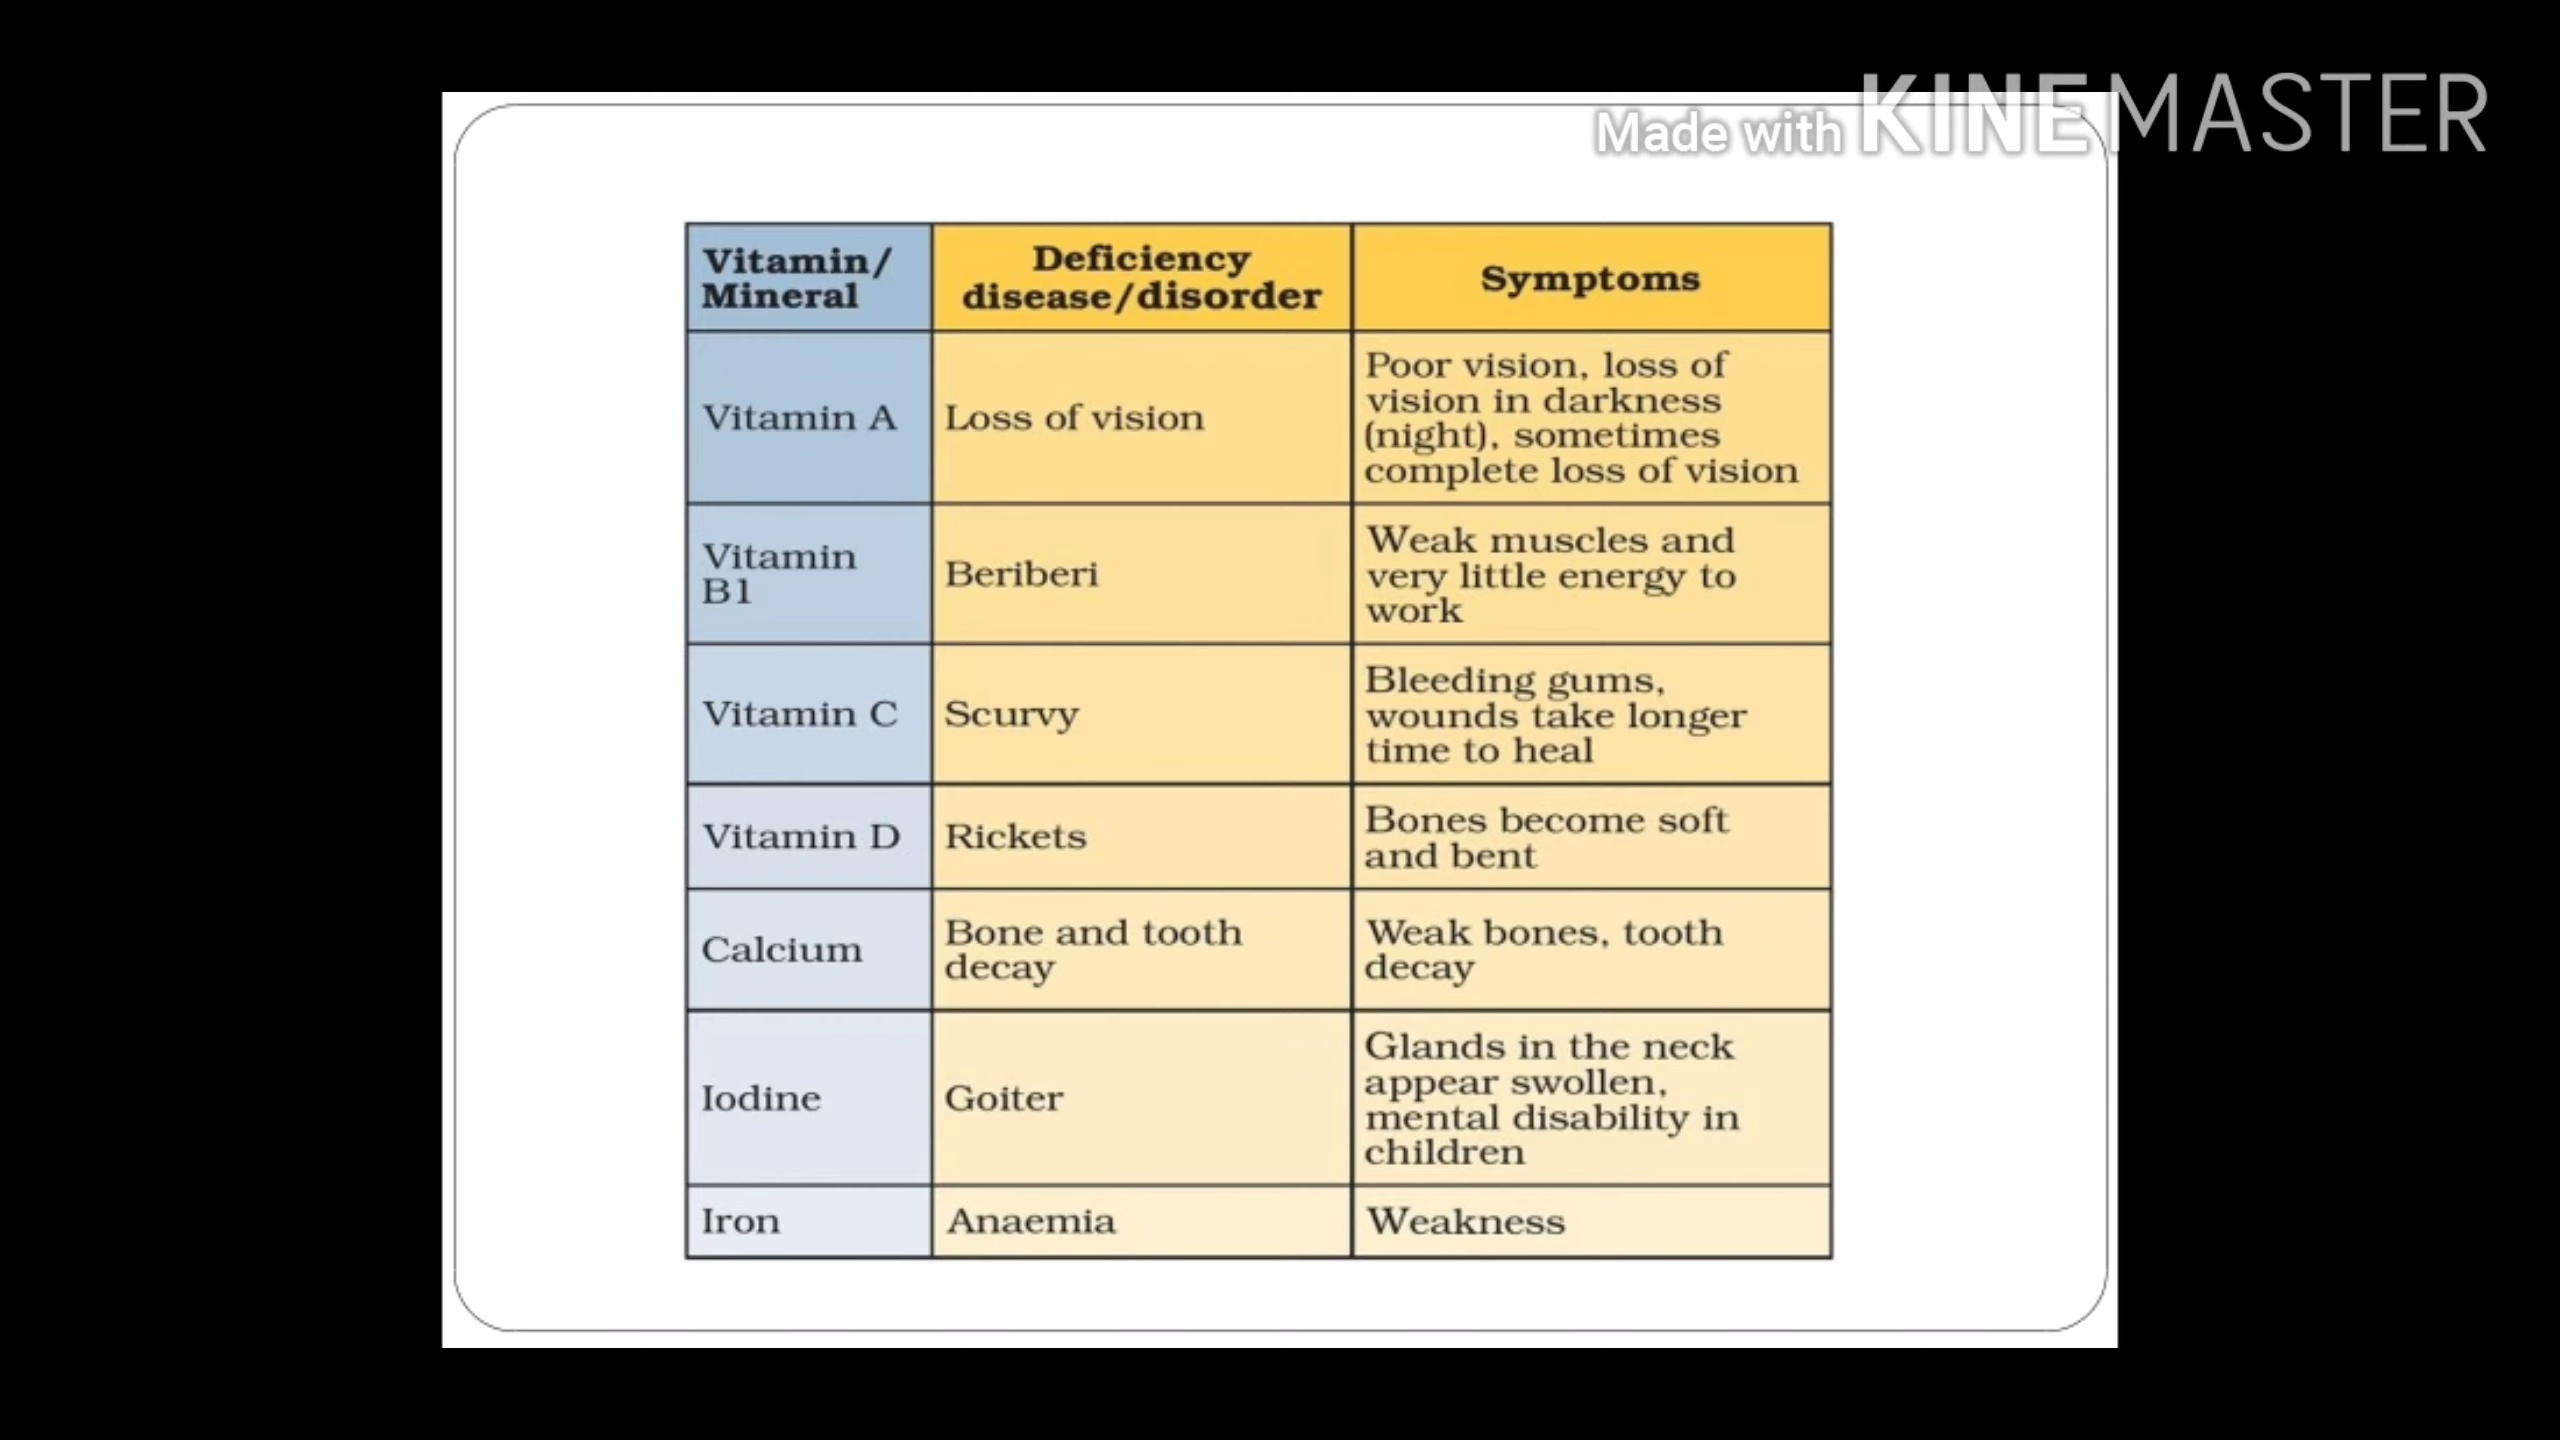 Made with KINEMASTER
Vitamin/
Mineral
Deficiency
disease/disorder
Symptoms
Vitamin A
Loss of vision
Poor vision, loss of
vision in darkness
(night), sometimes
complete loss of vision
Vitamin
B1
Beriberi
Weak muscles and
very little energy to
work
Vitamin C
Scurvy
Bleeding gums,
wounds take longer
time to heal
Vitamin D
Rickets
Bones become soft
and bent
Calcium
Bone and tooth
decay
Weak bones, tooth
decay
Iodine
Goiter
Glands in the neck
appear swollen,
mental disability in
children
Iron
Anaemia
Weakness